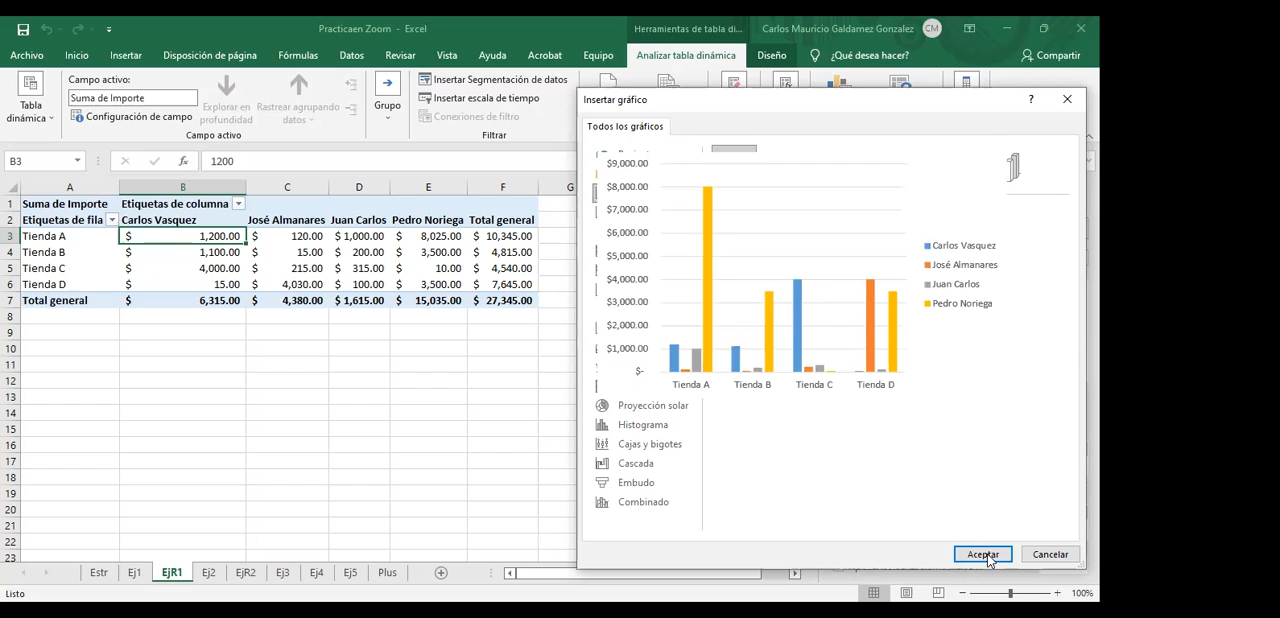 Practicaen Zoom - Excel
Herramientas de tabla di...
Carlos Mauricio Galdamez Gonzalez
CM
Archivo Inicio Insertar Disposición de página Fórmulas Datos Revisar Vista Ayuda Acrobat Equipo Analizar tabla dinámica Diseño ¿Qué desea hacer? Compartir
Tabla dinámica
Campo activo:
Suma de Importe
Configuración de campo
Explorar en profundidad
Rastrear agrupando datos
Campo activo
Grupo
Insertar Segmentación de datos
Insertar escala de tiempo
Conexiones de filtro
Filtrar
B3 fx 1200
A B C D E F G
1 Suma de Importe Etiquetas de columna
2 Etiquetas de fila Carlos Vasquez José Almanares Juan Carlos Pedro Noriega Total general
3 Tienda A $ 1,200.00 $ 120.00 $ 1,000.00 $ 8,025.00 $ 10,345.00
4 Tienda B $ 1,100.00 $ 15.00 $ 200.00 $ 3,500.00 $ 4,815.00
5 Tienda C $ 4,000.00 $ 215.00 $ 315.00 $ 10.00 $ 4,540.00
6 Tienda D $ 15.00 $ 4,030.00 $ 100.00 $ 3,500.00 $ 7,645.00
7 Total general $ 6,315.00 $ 4,380.00 $ 1,615.00 $ 15,035.00 $ 27,345.00
8
9
10
11
12
13
14
15
16
17
18
19
20
21
22
23
Insertar gráfico ?
Todos los gráficos
$9,000.00
$8,000.00
$7,000.00
$6,000.00
$5,000.00
$4,000.00
$3,000.00
$2,000.00
$1,000.00
$-
Tienda A Tienda B Tienda C Tienda D
Carlos Vasquez
José Almanares
Juan Carlos
Pedro Noriega
Proyección solar
Histograma
Cajas y bigotes
Cascada
Embudo
Combinado
Aceptar Cancelar
Estr Ej1 EjR1 Ej2 EjR2 Ej3 Ej4 Ej5 Plus
Listo
100%